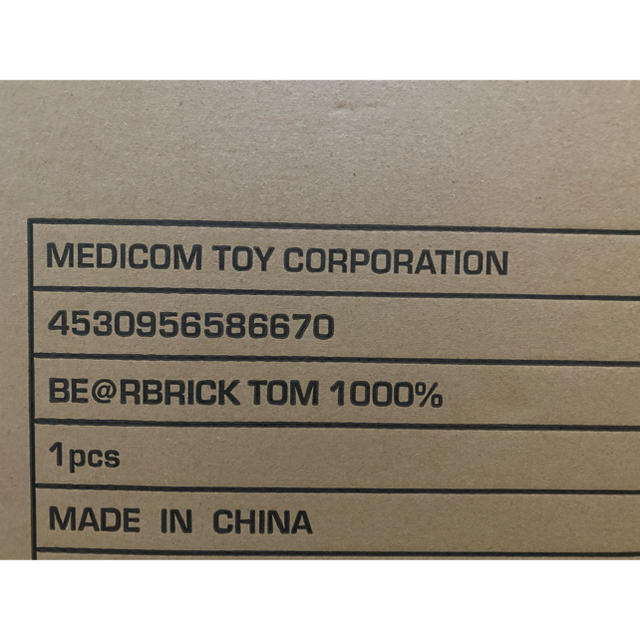 MEDICOM TOY CORPORATION
4530956586670
BE@RBRICK TOM 1000%
1pcs
MADE IN CHINA